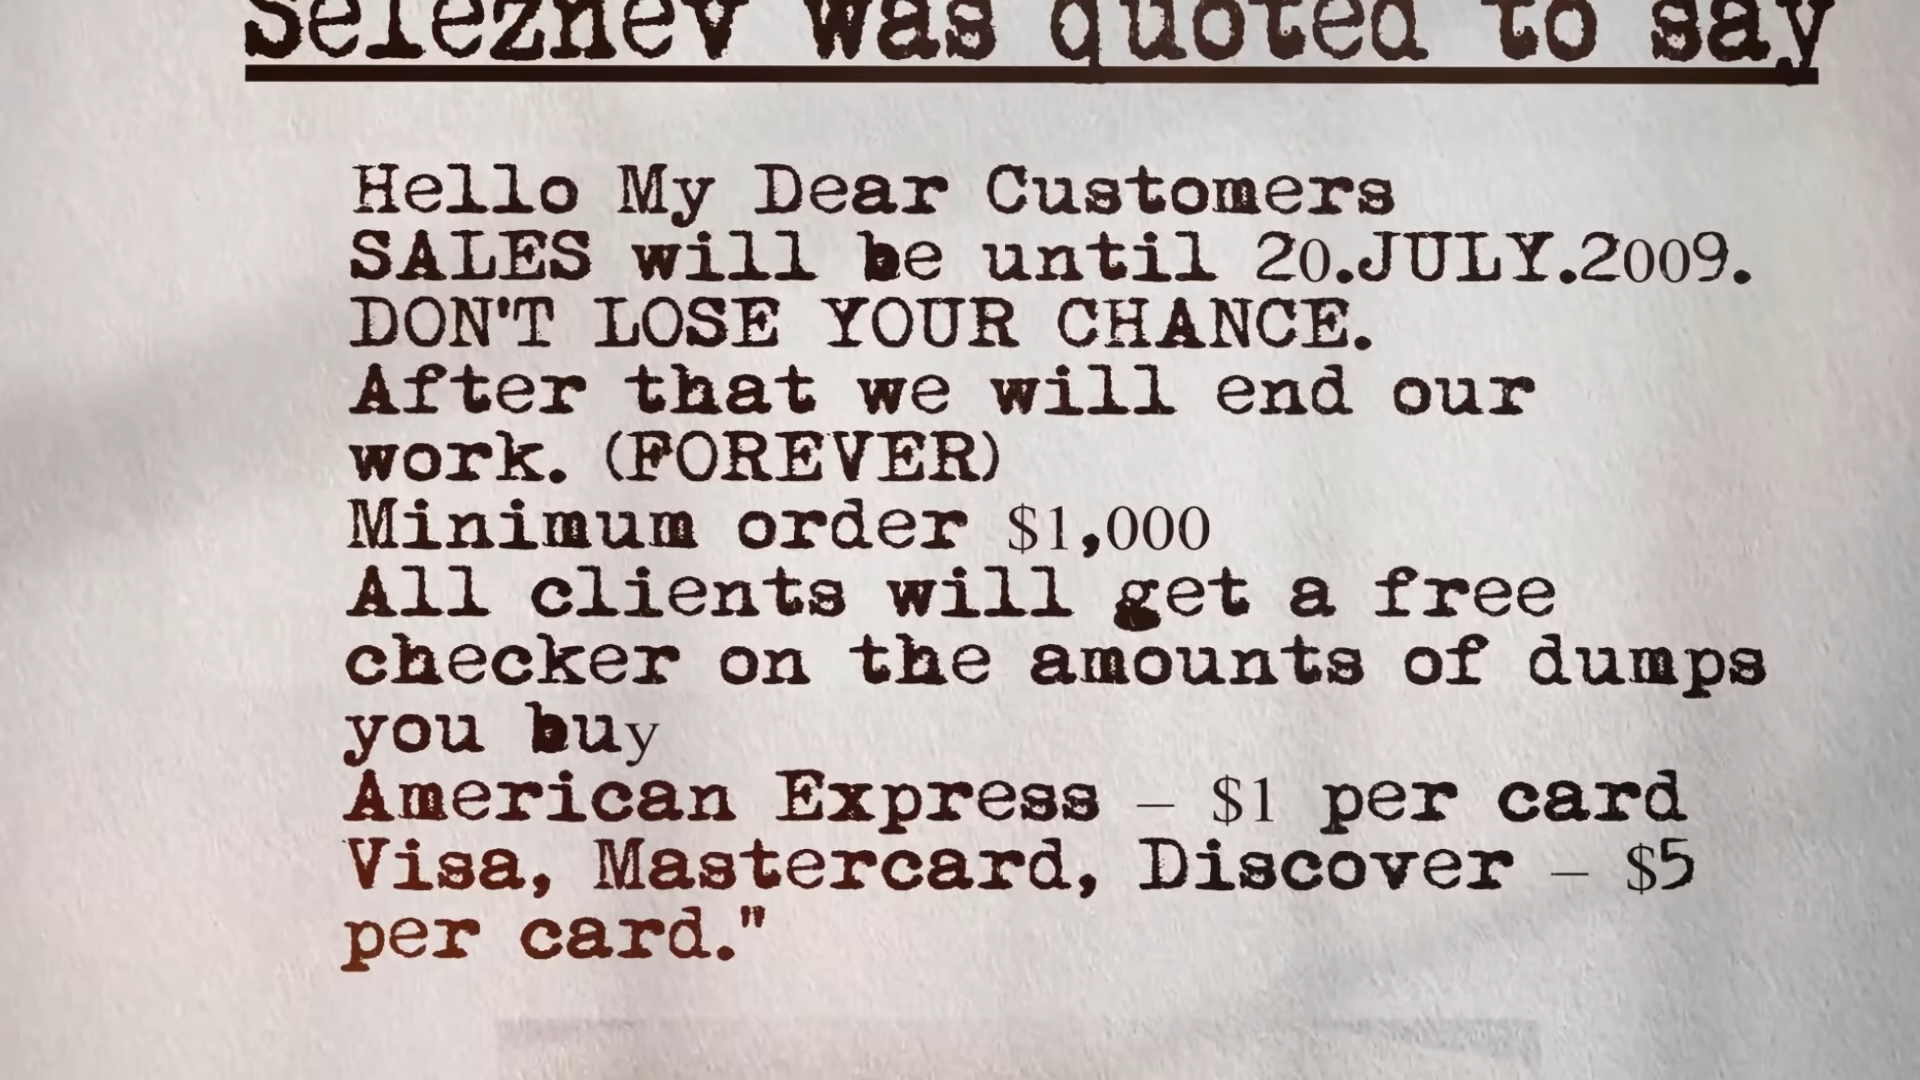 Seleznev was quoted to say
Hello My Dear Customers
SALES will be until 20.JULY.2009.
DON'T LOSE YOUR CHANCE.
After that we will end our
work. (FOREVER)
Minimum order $1,000
All clients will get a free
checker on the amounts of dumps
you buy
American Express – $1 per card
Visa, Mastercard, Discover – $5
per card."